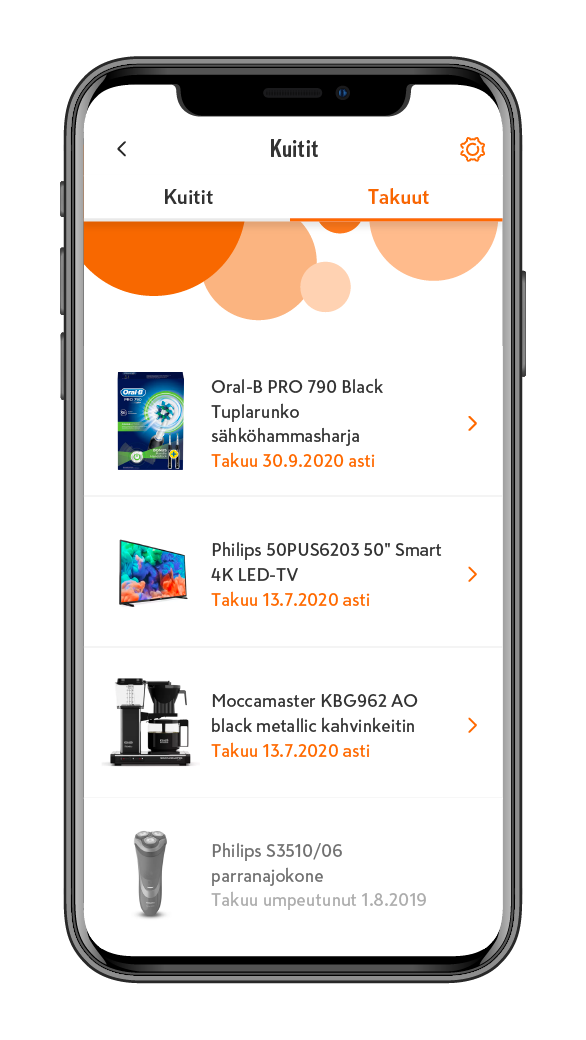 Kuitit
Kuitit
Takuut
Oral-B
PRO 790
Oral-B PRO 790 Black
Tuplarunko
sähköhammasharja
Takuu 30.9.2020 asti
Philips 50PUS6203 50" Smart
4K LED-TV
Takuu 13.7.2020 asti
Moccamaster KBG962 AO
black metallic kahvinkeitin
Takuu 13.7.2020 asti
Philips S3510/06
parranajokone
Takuu umpeutunut 1.8.2019